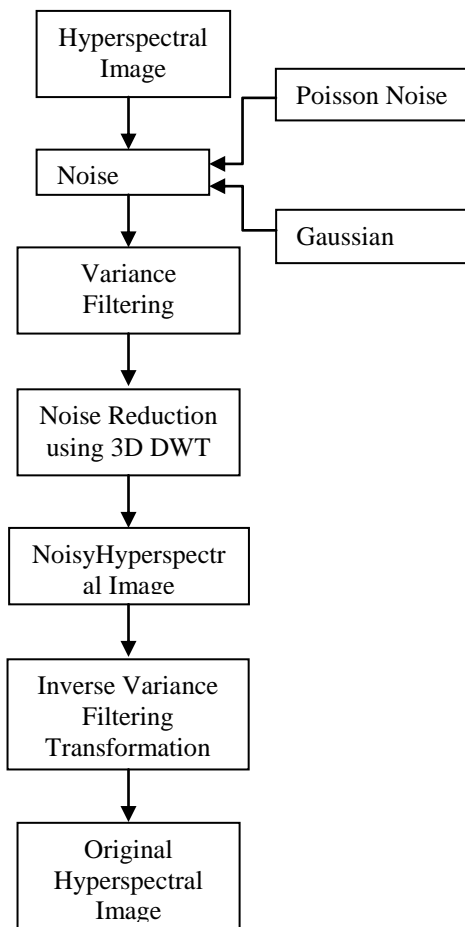 Hyperspectral
Image
Poisson Noise
Noise
Gaussian
Variance
Filtering
Noise Reduction
using 3D DWT
NoisyHyperspectr
al Image
Inverse Variance
Filtering
Transformation
Original
Hyperspectral
Image